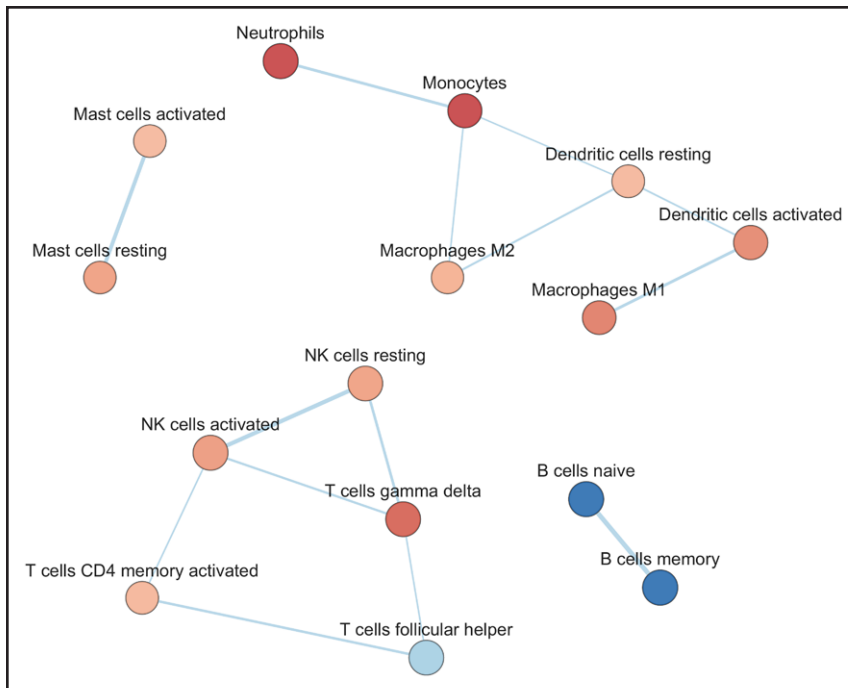 Neutrophils
Monocytes
Mast cells activated
Dendritic cells resting
Dendritic cells activated
Mast cells resting
Macrophages M2
Macrophages M1
NK cells resting
NK cells activated
B cells naive
T cells gamma delta
B cells memory
T cells CD4 memory activated
T cells follicular helper